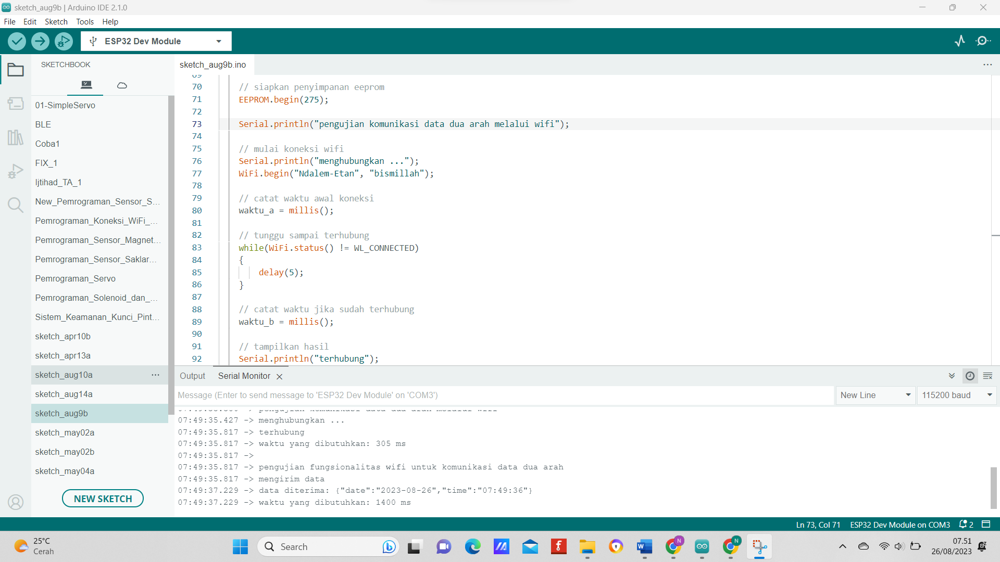 sketch_aug9b | Arduino IDE 2.1.0
File Edit Sketch Tools Help
ESP32 Dev Module
SKETCHBOOK
01-SimpleServo
BLE
Coba1
FIX_1
Ijtihad_TA_1
New_Pemrograman_Sensor_S...
Pemrograman_Koneksi_WiFi_...
Pemrograman_Sensor_Magnet...
Pemrograman_Sensor_Saklar...
Pemrograman_Servo
Pemrograman_Solenoid_dan_...
Sistem_Keamanan_Kunci_Pint...
sketch_apr10b
sketch_apr13a
sketch_aug10a ...
sketch_aug14a
sketch_aug9b
sketch_may02a
sketch_may02b
sketch_may04a
NEW SKETCH
sketch_aug9b.ino
69
70 // siapkan penyimpanan eeprom
71 EEPROM.begin(275);
72
73 Serial.println("pengujian komunikasi data dua arah melalui wifi");
74
75 // mulai koneksi wifi
76 Serial.println("menghubungkan ...");
77 WiFi.begin("Ndalem-Etan", "bismillah");
78
79 // catat waktu awal koneksi
80 waktu_a = millis();
81
82 // tunggu sampai terhubung
83 while(WiFi.status() != WL_CONNECTED)
84 {
85 delay(5);
86 }
87
88 // catat waktu jika sudah terhubung
89 waktu_b = millis();
90
91 // tampilkan hasil
92 Serial.println("terhubung");
Output Serial Monitor
Message (Enter to send message to 'ESP32 Dev Module' on 'COM3')
New Line 115200 baud
-> pengujian komunikasi data dua arah melalui wifi
07:49:35.427 -> menghubungkan ...
07:49:35.817 -> terhubung
07:49:35.817 -> waktu yang dibutuhkan: 305 ms
07:49:35.817 ->
07:49:35.817 -> pengujian fungsionalitas wifi untuk komunikasi data dua arah
07:49:35.817 -> mengirim data
07:49:37.229 -> data diterima: {"date":"2023-08-26","time":"07:49:36"}
07:49:37.229 -> waktu yang dibutuhkan: 1400 ms
Ln 73, Col 71 ESP32 Dev Module on COM3 2
25°C
Cerah
Search
07.51
26/08/2023